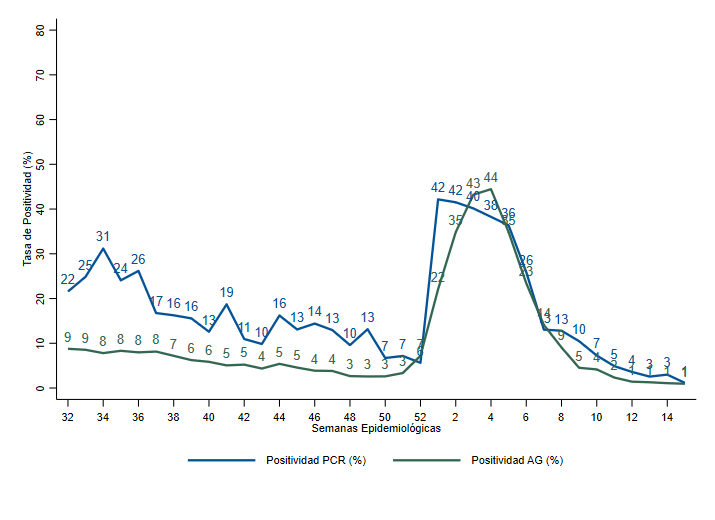 80
70
60
50
40
30
20
10
0
Tasa de Positividad (%)
22 25 31 24 26 17 16 16 13 19 11 10 16 13 14 13 10 13 7 7 6 42 42 40 38 36 26 13 13 10 7 5 4 3 3 1
9 9 8 8 8 8 7 6 6 5 5 4 5 5 4 4 3 3 3 3 7 22 35 43 44 35 23 14 9 5 4 2 1 1 1 1
32 34 36 38 40 42 44 46 48 50 52 2 4 6 8 10 12 14
Semanas Epidemiológicas
Positividad PCR (%) Positividad AG (%)